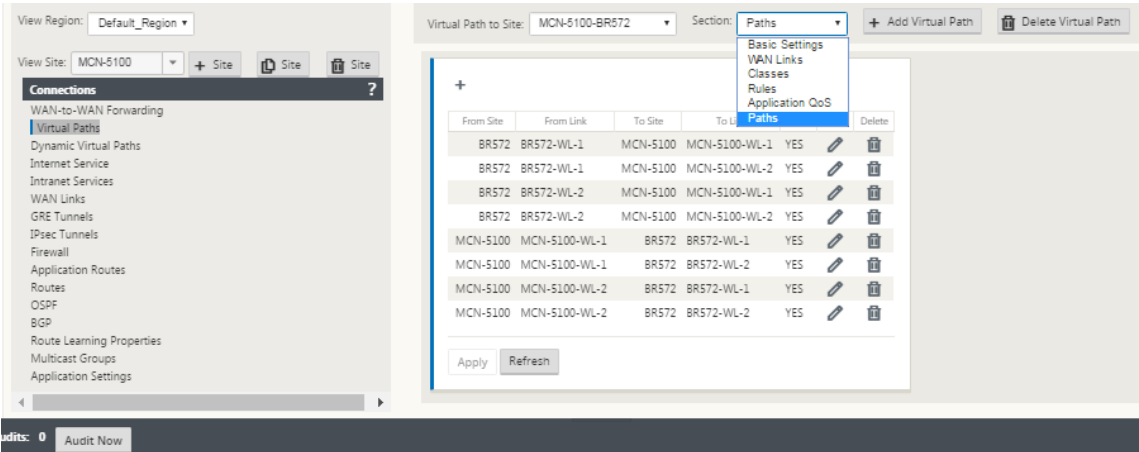 View Region: Default_Region
Virtual Path to Site: MCN-5100-BR572 Section: Paths + Add Virtual Path Delete Virtual Path
Basic Settings
WAN Links
Classes
Rules
Application QoS
Paths
View Site: MCN-5100 + Site Site Site
Connections ?
WAN-to-WAN Forwarding
Virtual Paths
Dynamic Virtual Paths
Internet Service
Intranet Services
WAN Links
GRE Tunnels
IPsec Tunnels
Firewall
Application Routes
Routes
OSPF
BGP
Route Learning Properties
Multicast Groups
Application Settings
+
From Site From Link To Site To Li Delete
BR572 BR572-WL-1 MCN-5100 MCN-5100-WL-1 YES
BR572 BR572-WL-1 MCN-5100 MCN-5100-WL-2 YES
BR572 BR572-WL-2 MCN-5100 MCN-5100-WL-1 YES
BR572 BR572-WL-2 MCN-5100 MCN-5100-WL-2 YES
MCN-5100 MCN-5100-WL-1 BR572 BR572-WL-1 YES
MCN-5100 MCN-5100-WL-1 BR572 BR572-WL-2 YES
MCN-5100 MCN-5100-WL-2 BR572 BR572-WL-1 YES
MCN-5100 MCN-5100-WL-2 BR572 BR572-WL-2 YES
Apply Refresh
udits: 0 Audit Now